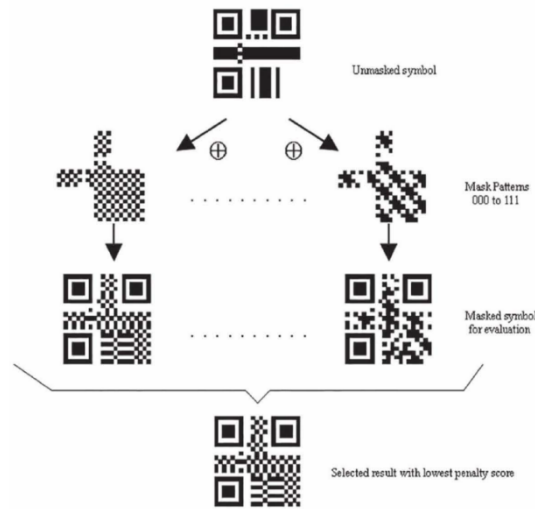 Unmasked symbol
Mask Patterns
000 to 111
Masked symbol
for evaluation
Selected result with lowest penalty score